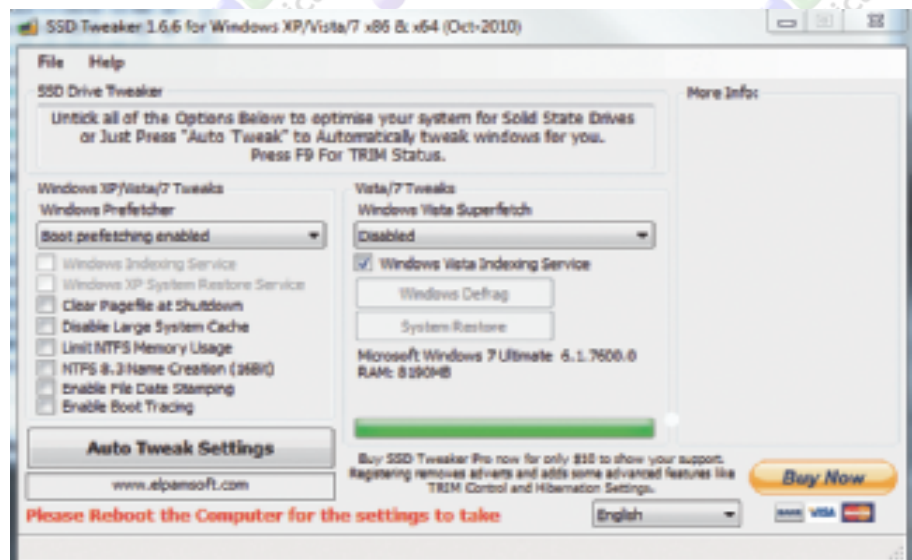 SSD Tweaker 1.6.6 for Windows XP/Vista/7 x86 & x64 (Oct-2010)
File Help
SSD Drive Tweaker
More Info:
Untick all of the Options Below to optimise your system for Solid State Drives
or Just Press "Auto Tweak" to Automatically tweak windows for you.
Press F9 For TRIM Status.
Windows XP/Vista/7 Tweaks
Windows Prefetcher
Boot prefetching enabled
Windows Indexing Service
Windows XP System Restore Service
Clear Pagefile at Shutdown
Disable Large System Cache
Limit NTFS Memory Usage
NTFS 8.3 Name Creation (16Bit)
Enable File Date Stamping
Enable Boot Tracing
Auto Tweak Settings
www.elpamsoft.com
Vista/7 Tweaks
Windows Vista Superfetch
Disabled
Windows Vista Indexing Service
Windows Defrag
System Restore
Microsoft Windows 7 Ultimate 6.1.7600.0
RAM: 8190MB
Buy SSD Tweaker Pro now for only $10 to show your support.
Registering removes adverts and adds some advanced features like
TRIM Control and Hibernation Settings.
Buy Now
VISA
Please Reboot the Computer for the settings to take
English